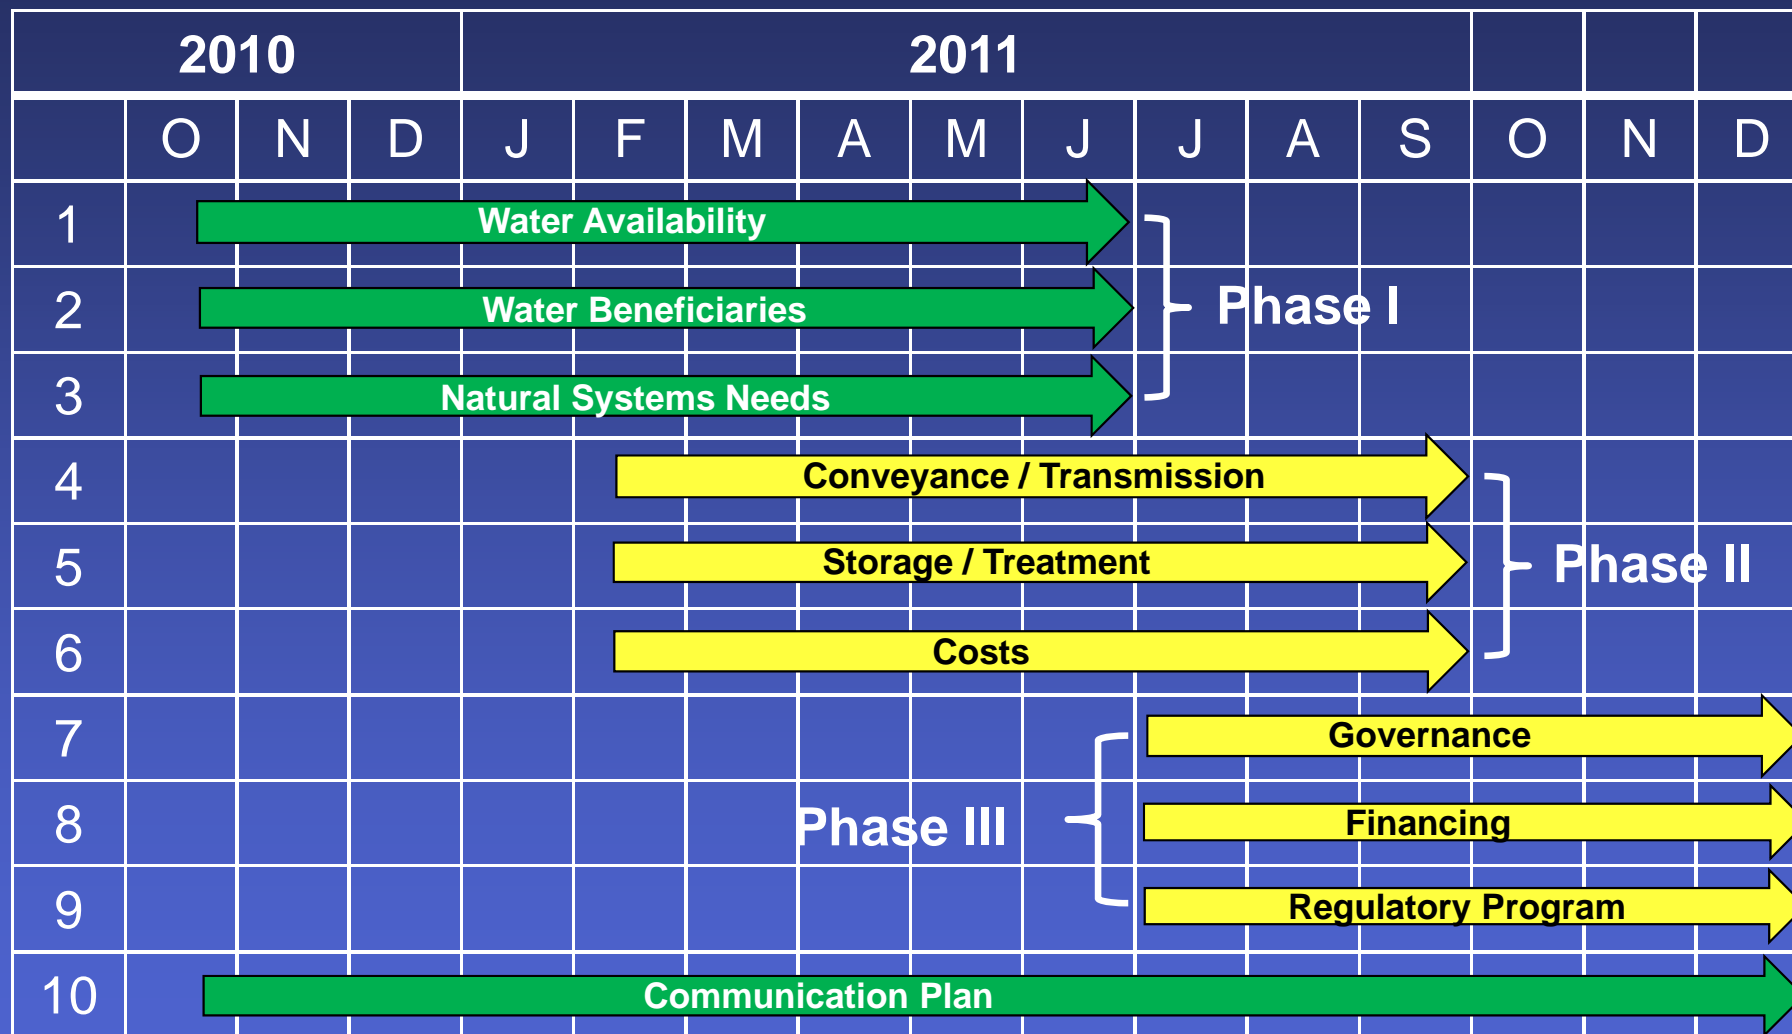 2010 2011
O N D J F M A M J J A S O N D
1 Water Availability
2 Water Beneficiaries Phase I
3 Natural Systems Needs
4 Conveyance / Transmission
5 Storage / Treatment Phase II
6 Costs
7 Governance
8 Phase III Financing
9 Regulatory Program
10 Communication Plan